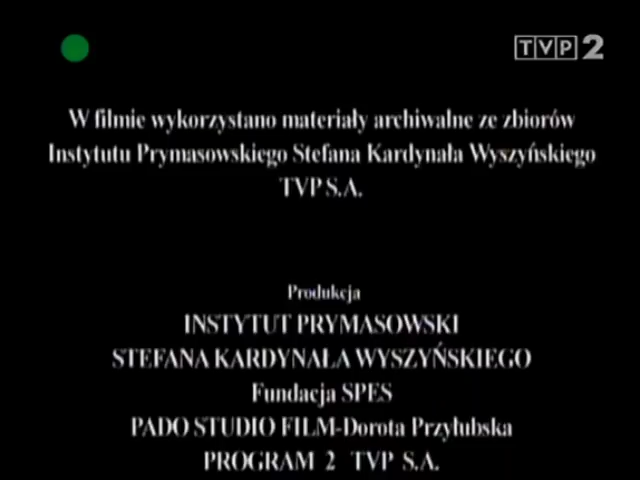 TVP2
W filmie wykorzystano materiały archiwalne ze zbiorów
Instytutu Prymasowskiego Stefana Kardynała Wyszyńskiego
TVP S.A.
Produkcja
INSTYTUT PRYMASOWSKI
STEFANA KARDYNAŁA WYSZYŃSKIEGO
Fundacja SPES
PADO STUDIO FILM-Dorota Przyłubska
PROGRAM 2 TVP S.A.